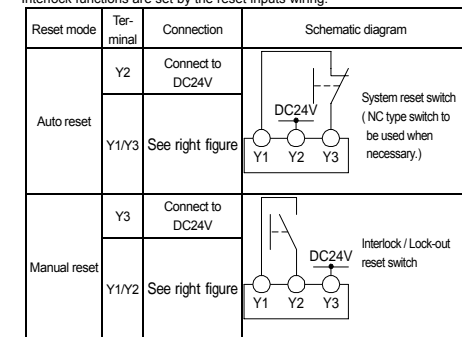 Interlock functions are set by the reset inputs wiring.
Reset mode
Ter-
minal
Connection
Schematic diagram
Auto reset
Y2
Connect to
DC24V
Y1/Y3
See right figure
DC24V
Y1 Y2 Y3
System reset switch
( NC type switch to
be used when
necessary.)
Manual reset
Y3
Connect to
DC24V
Y1/Y2
See right figure
DC24V
Y1 Y2 Y3
Interlock / Lock-out
reset switch